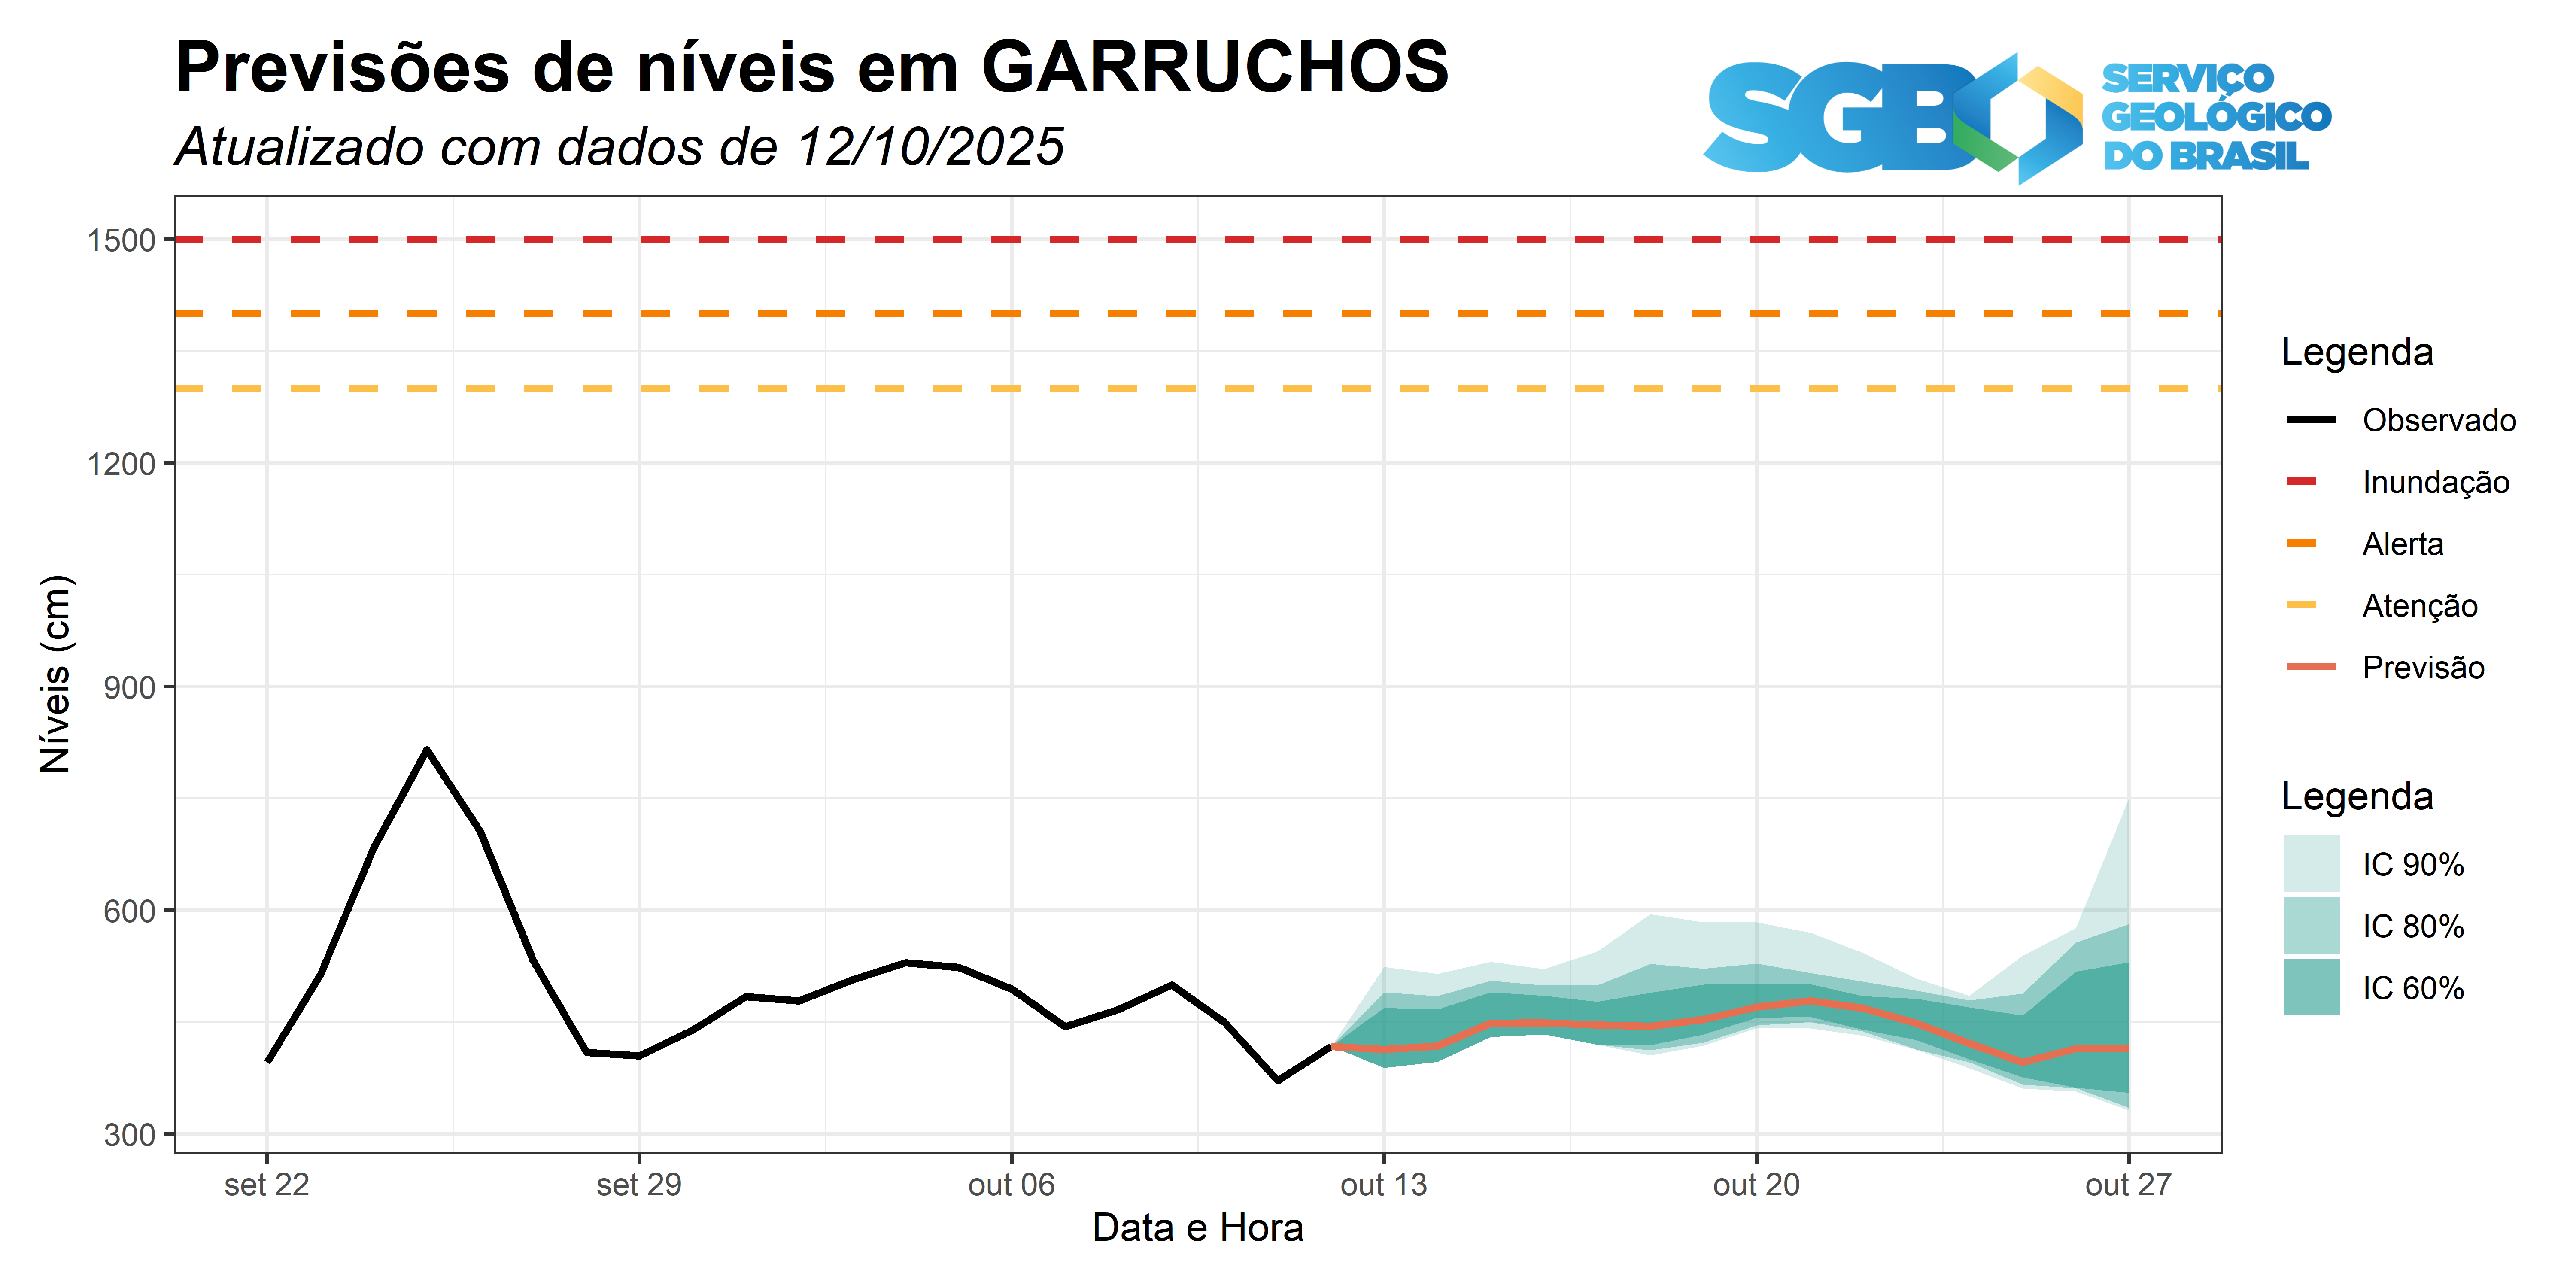 Previsões de níveis em GARRUCHOS
Atualizado com dados de 12/10/2025
SGB
SERVIÇO
GEOLÓGICO
DO BRASIL
Níveis (cm)
1500
1200
900
600
300
set 22
set 29
out 06
out 13
out 20
out 27
Data e Hora
Legenda
Observado
Inundação
Alerta
Atenção
Previsão
Legenda
IC 90%
IC 80%
IC 60%